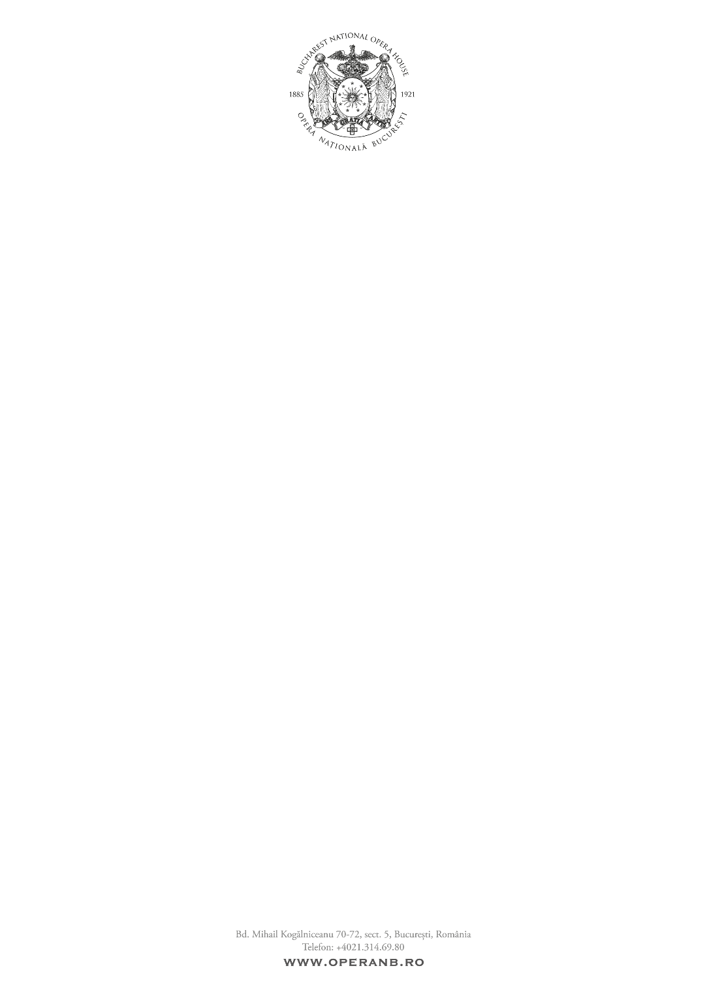 BUCHAREST NATIONAL OPERA HOUSE
1885 1921
ARS GRATIA ARTIS
OPERA NAȚIONALĂ BUCUREȘTI
Bd. Mihail Kogălniceanu 70-72, sect. 5, București, România
Telefon: +4021.314.69.80
WWW.OPERANB.RO